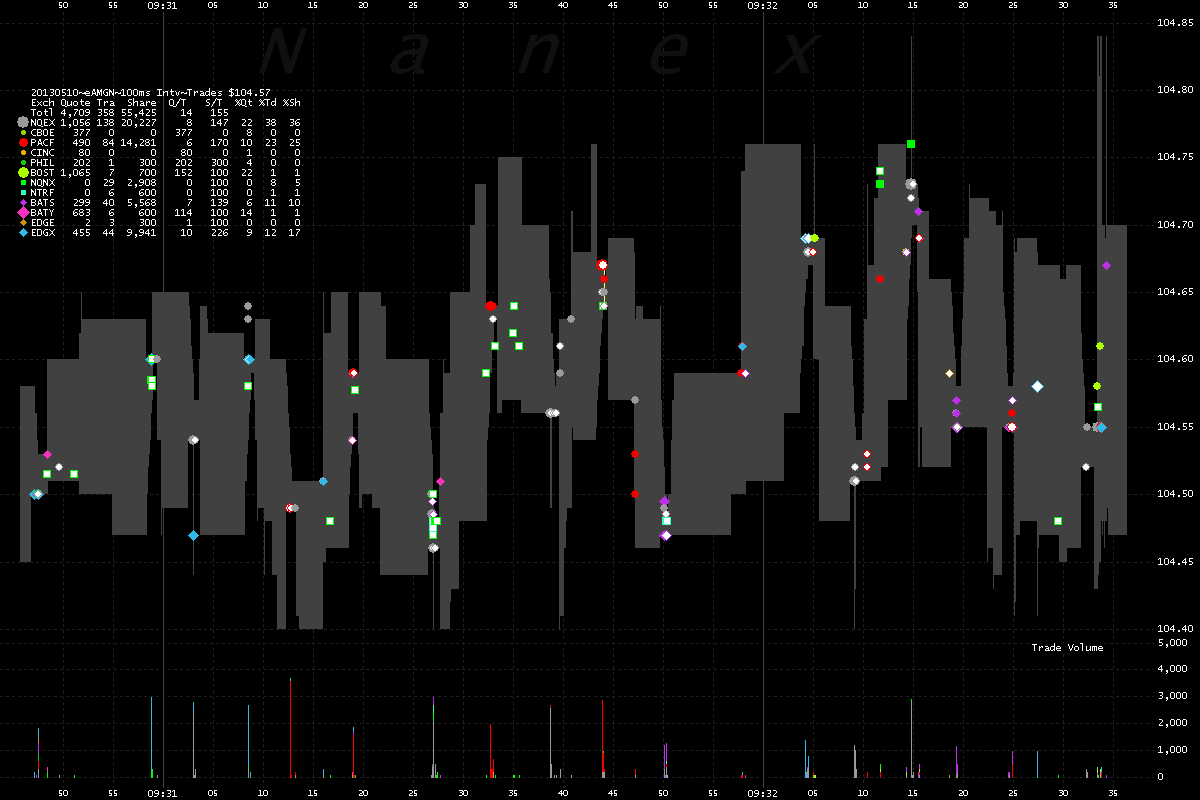 50 55 09:31 05 10 15 20 25 30 35 40 45 50 55 09:32 05 10 15 20 25 30 35
104.85
Nanex
104.80
20130510~eAMGN~100ms Intv~Trades $104.57
Exch Quote Tra Share Q/T S/T %Qt %Td %Sh
Totl 4,709 358 55,425 14 155
NQEX 1,056 138 20,227 8 147 22 38 36
CBOE 377 0 0 377 0 8 0 0
PACF 490 84 14,281 6 170 10 23 25
CINC 80 0 0 80 0 1 0 0
104.75
PHIL 202 1 300 202 300 4 0 0
BOST 1,065 7 700 152 100 22 1 1
NQNX 0 29 2,908 0 100 0 8 5
NTRF 0 6 600 0 100 0 1 1
BATS 299 40 5,568 7 139 6 11 10
BATY 683 6 600 114 100 14 1 1
EDGE 2 3 300 1 100 0 0 0
104.70
EDGX 455 44 9,941 10 226 9 12 17
104.65
104.60
104.55
104.50
104.45
104.40
5,000
Trade Volume
4,000
3,000
2,000
1,000
0
50 55 09:31 05 10 15 20 25 30 35 40 45 50 55 09:32 05 10 15 20 25 30 35